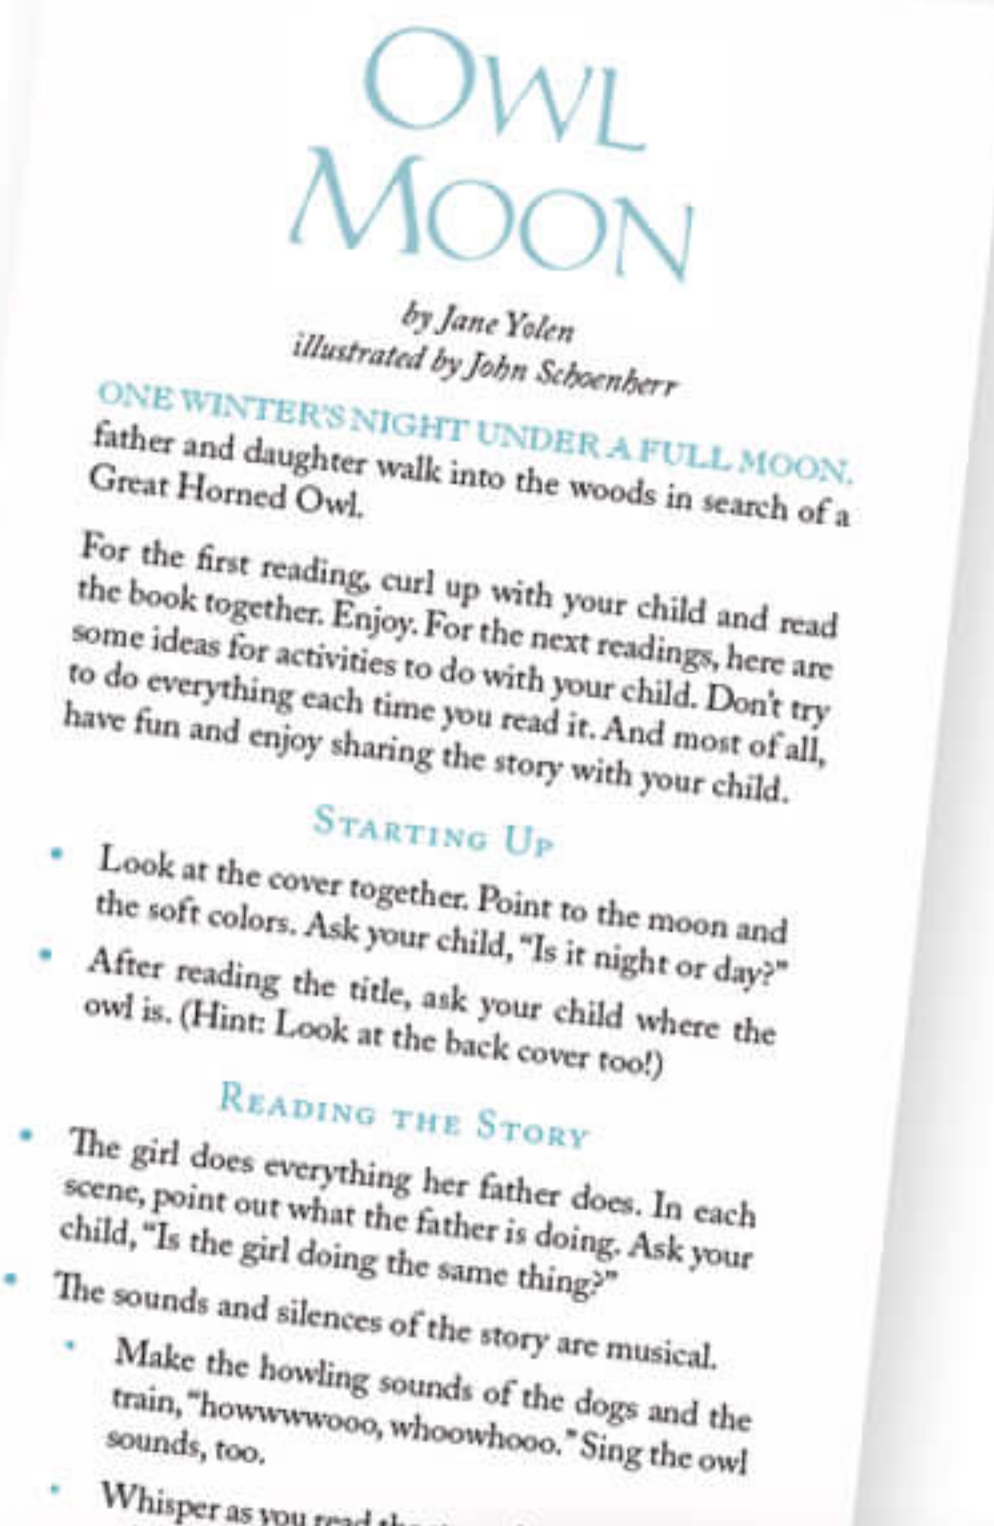 OWL
MOON
by Jane Yolen
illustrated by John Schoenherr
ONE WINTER'S NIGHT UNDER A FULL MOON,
father and daughter walk into the woods in search of a
Great Horned Owl.
For the first reading, curl up with your child and read
the book together. Enjoy. For the next readings, here are
some ideas for activities to do with your child. Don't try
to do everything each time you read it. And most of all,
have fun and enjoy sharing the story with your child.
STARTING UP
• Look at the cover together. Point to the moon and
the soft colors. Ask your child, "Is it night or day?"
• After reading the title, ask your child where the
owl is. (Hint: Look at the back cover too!)
READING THE STORY
• The girl does everything her father does. In each
scene, point out what the father is doing. Ask your
child, "Is the girl doing the same thing?"
• The sounds and silences of the story are musical.
• Make the howling sounds of the dogs and the
train, "howwwwooo, whoowhooo." Sing the owl
sounds, too.
• Whisper as you read the